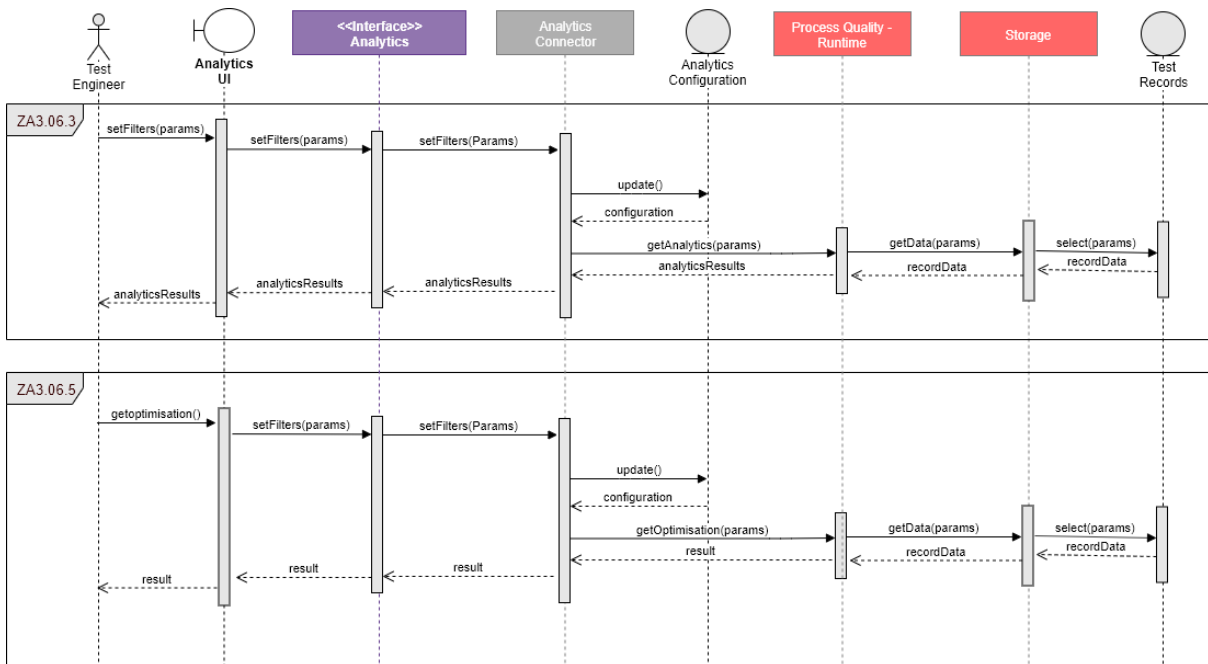 Test
Engineer
Analytics
UI
<<Interface>>
Analytics
Analytics
Connector
Analytics
Configuration
Process Quality -
Runtime
Storage
Test
Records
ZA3.06.3
setFilters(params)
setFilters(params)
setFilters(Params)
update()
configuration
getAnalytics(params)
getData(params)
select(params)
analyticsResults
recordData
recordData
analyticsResults
analyticsResults
analyticsResults
ZA3.06.5
getoptimisation()
setFilters(params)
setFilters(Params)
update()
configuration
getOptimisation(params)
getData(params)
select(params)
result
recordData
recordData
result
result
result